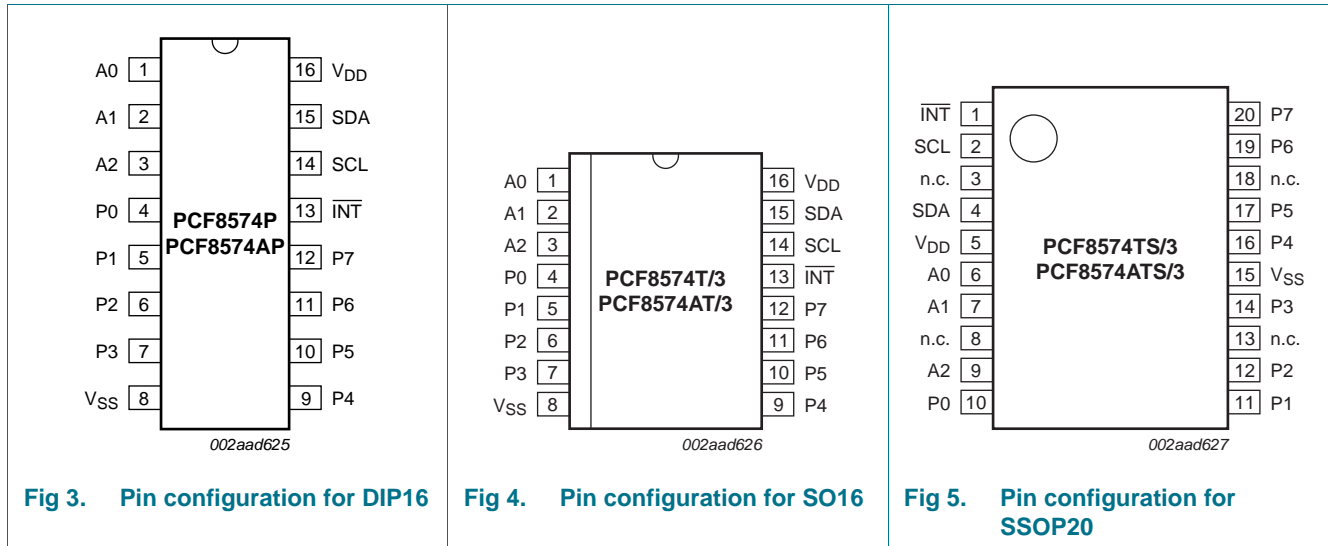 A0 1 16 VDD
A1 2 15 SDA
A2 3 14 SCL
P0 4 13 INT
P1 5 12 P7
P2 6 11 P6
P3 7 10 P5
VSS 8 9 P4
PCF8574P
PCF8574AP
002aad625
Fig 3. Pin configuration for DIP16
A0 1 16 VDD
A1 2 15 SDA
A2 3 14 SCL
P0 4 13 INT
P1 5 12 P7
P2 6 11 P6
P3 7 10 P5
VSS 8 9 P4
PCF8574T/3
PCF8574AT/3
002aad626
Fig 4. Pin configuration for SO16
INT 1 20 P7
SCL 2 19 P6
n.c. 3 18 n.c.
SDA 4 17 P5
VDD 5 16 P4
A0 6 15 VSS
A1 7 14 P3
n.c. 8 13 n.c.
A2 9 12 P2
P0 10 11 P1
PCF8574TS/3
PCF8574ATS/3
002aad627
Fig 5. Pin configuration for
SSOP20